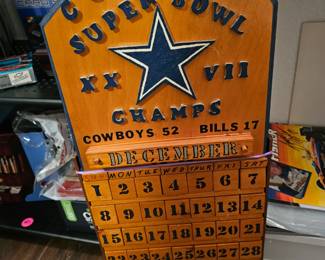 SUPER BOWL
XX VII
CHAMPS
COWBOYS 52 BILLS 17
DECEMBER
SUN MON TUE WED THUR FRI SAT
1 2 3 4 5 6 7
8 9 10 11 12 13 14
15 16 17 18 19 20 21
22 23 24 25 26 27 28